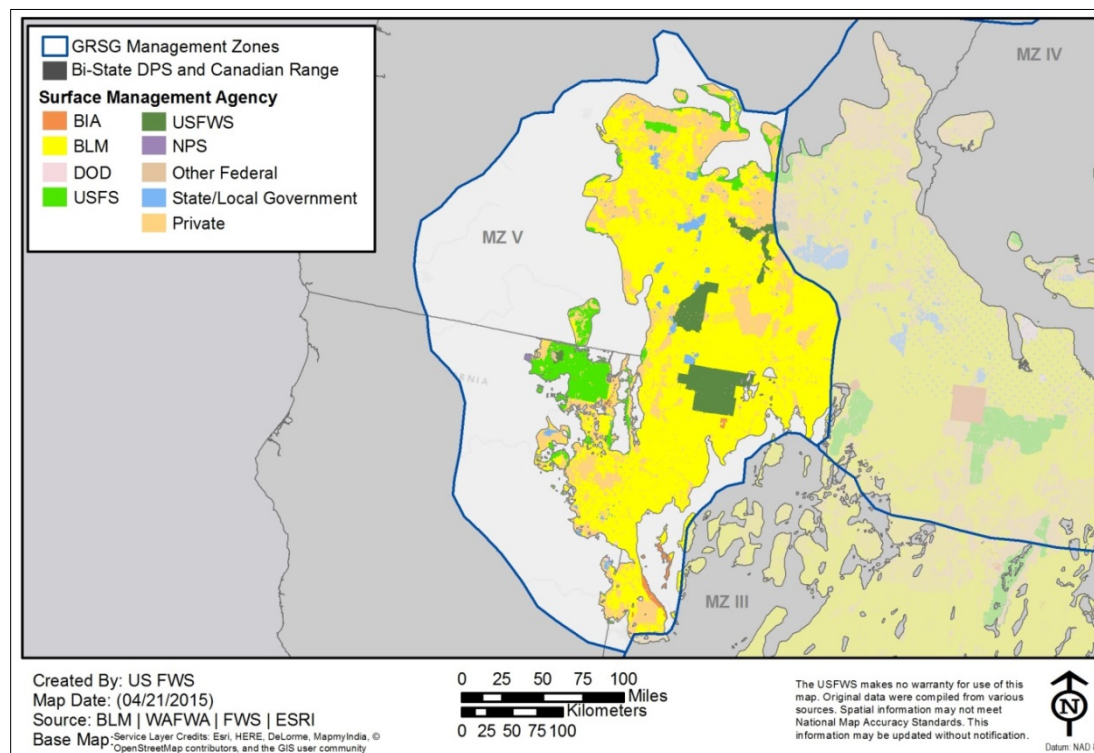 GRSG Management Zones
Bi-State DPS and Canadian Range
Surface Management Agency
BIA
BLM
DOD
USFS
USFWS
NPS
Other Federal
State/Local Government
Private
MZ IV
MZ V
MZ III
Created By: US FWS
Map Date: (04/21/2015)
Source: BLM | WAFWA | FWS | ESRI
Base Map: Service Layer Credits: Esri, HERE, DeLorme, MapmyIndia, ©
OpenStreetMap contributors, and the GIS user community
0 25 50 75 100
Miles
Kilometers
0 25 50 75 100
The USFWS makes no warranty for use of this
map. Original data were compiled from various
sources. Spatial information may not meet
National Map Accuracy Standards. This
information may be updated without notification.
N
Datum: NAD